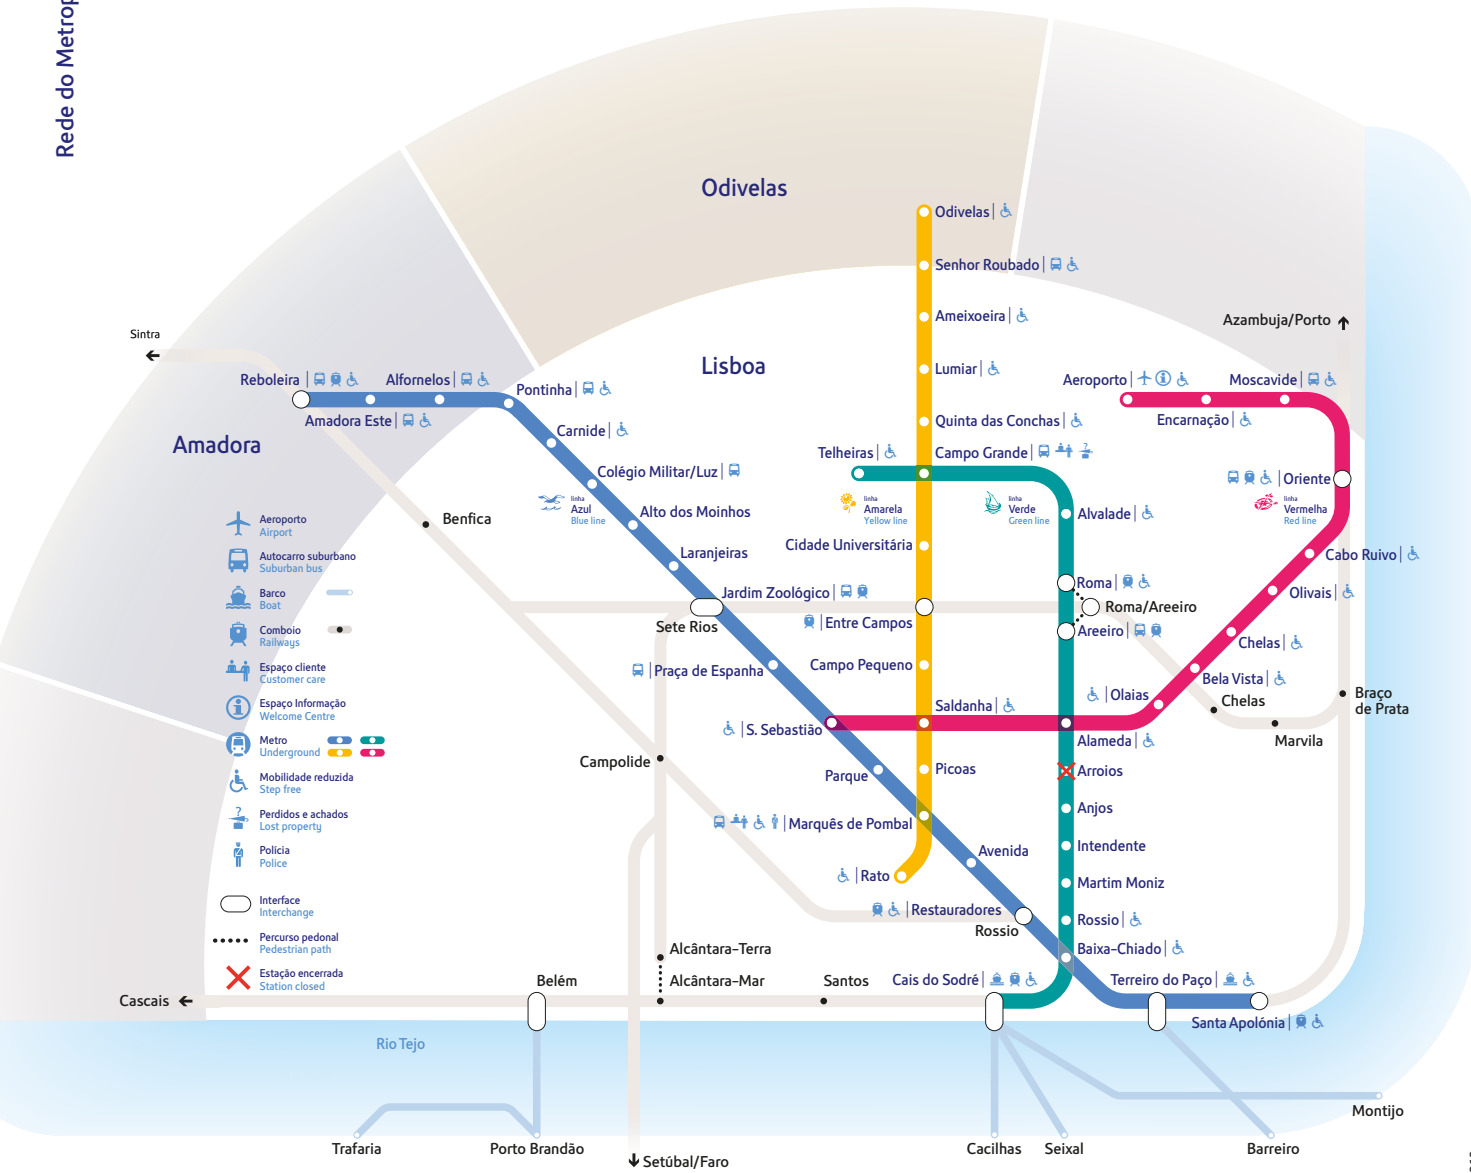 Rede do Metrop
Odivelas
Odivelas
Senhor Roubado
Ameixoeira
Lumiar
Quinta das Conchas
Campo Grande
Telheiras
Lisboa
Azambuja/Porto
Sintra
Reboleira
Alfornelos
Pontinha
Amadora Este
Carnide
Amadora
Colégio Militar/Luz
linha
Azul
Blue line
Alto dos Moinhos
Laranjeiras
Jardim Zoológico
Sete Rios
Benfica
linha
Amarela
Yellow line
linha
Verde
Green line
linha
Vermelha
Red line
Aeroporto
Moscavide
Encarnação
Oriente
Cabo Ruivo
Olivais
Chelas
Bela Vista
Olaias
Chelas
Marvila
Braço
de Prata
Alvalade
Roma
Roma/Areeiro
Areeiro
Cidade Universitária
Entre Campos
Campo Pequeno
Praça de Espanha
Saldanha
S. Sebastião
Alameda
Arroios
Parque
Picoas
Campolide
Anjos
Marquês de Pombal
Intendente
Avenida
Rato
Martim Moniz
Restauradores
Rossio
Rossio
Baixa-Chiado
Aeroporto
Airport
Autocarro suburbano
Suburban bus
Barco
Boat
Comboio
Railways
Espaço cliente
Customer care
Espaço Informação
Welcome Centre
Metro
Underground
Mobilidade reduzida
Step free
Perdidos e achados
Lost property
Polícia
Police
Interface
Interchange
Percurso pedonal
Pedestrian path
Estação encerrada
Station closed
Alcântara-Terra
Alcântara-Mar
Belém
Santos
Cais do Sodré
Terreiro do Paço
Cascais
Santa Apolónia
Rio Tejo
Montijo
Trafaria
Porto Brandão
Setúbal/Faro
Cacilhas
Seixal
Barreiro